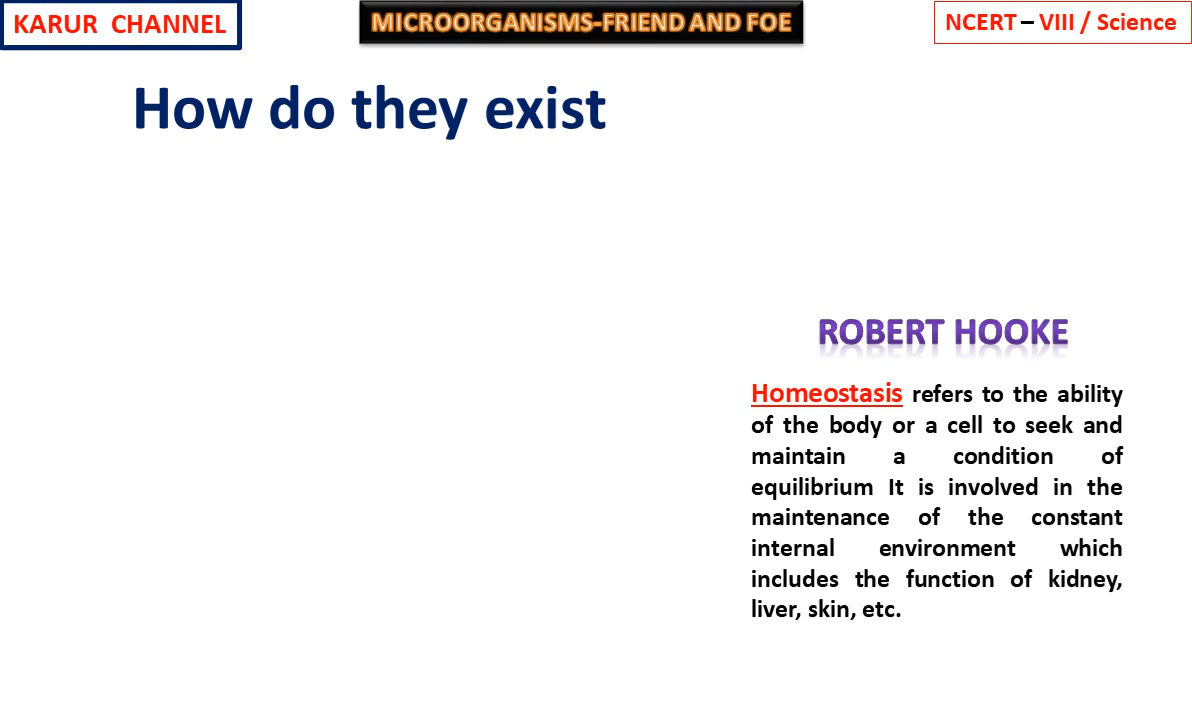 KARUR CHANNEL
MICROORGANISMS-FRIEND AND FOE
NCERT – VIII / Science
How do they exist
ROBERT HOOKE
Homeostasis refers to the ability
of the body or a cell to seek and
maintain a condition of
equilibrium It is involved in the
maintenance of the constant
internal environment which
includes the function of kidney,
liver, skin, etc.